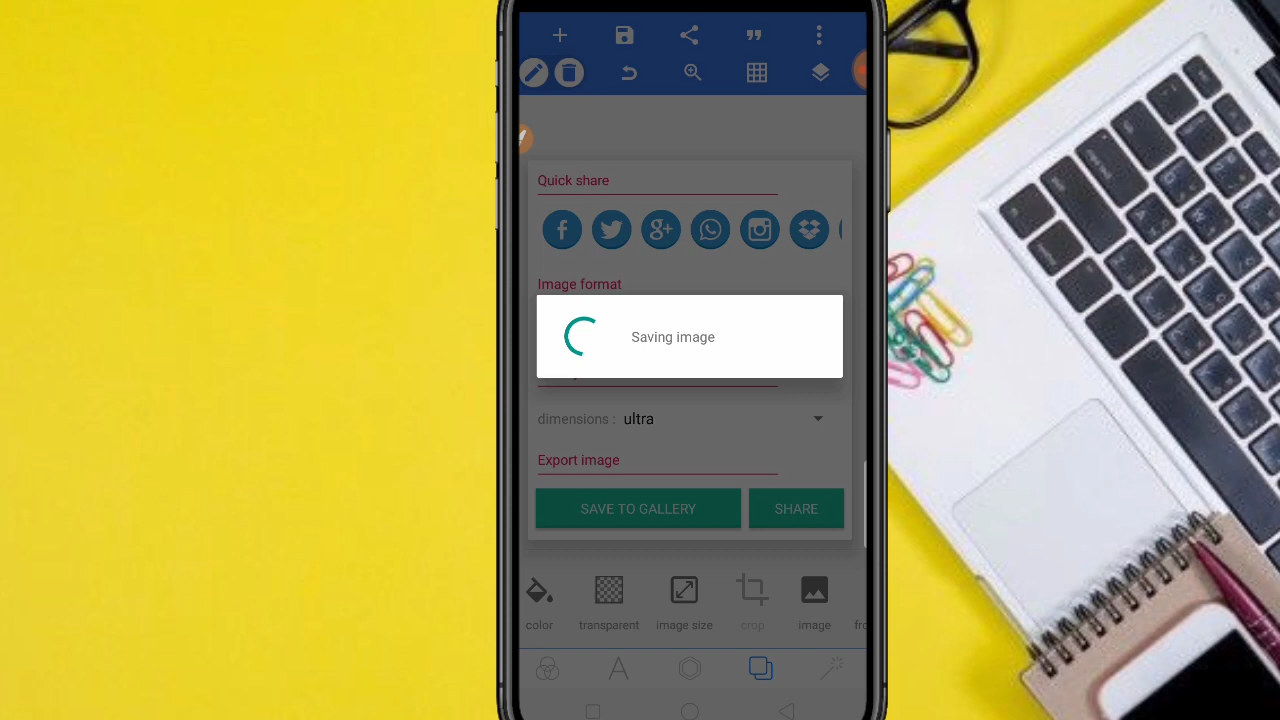 Quick share
Image format
Saving image
dimensions : ultra
Export image
SAVE TO GALLERY SHARE
color transparent image size crop image